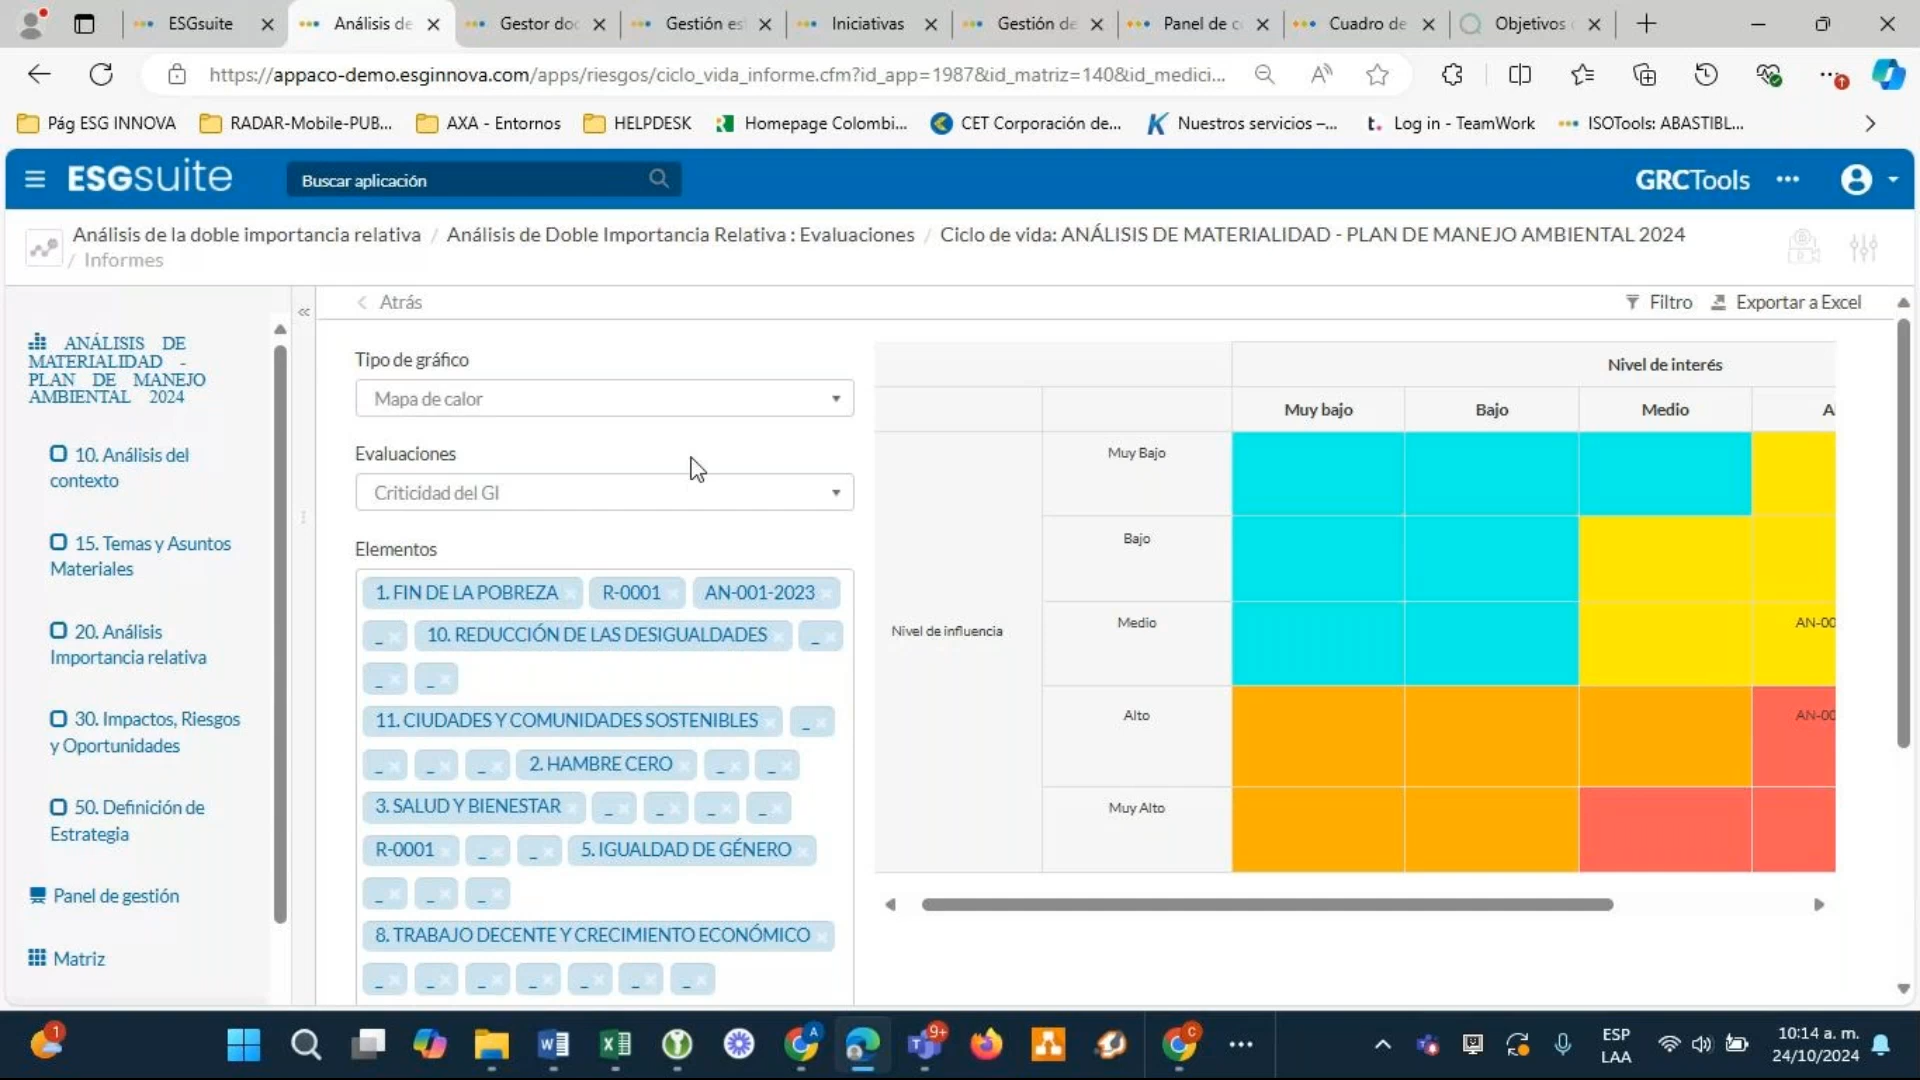 ESGsuite
Análisis de
Gestor doc
Gestión es
Iniciativas
Gestión de
Panel de c
Cuadro de
Objetivos
https://appaco-demo.esginnova.com/apps/riesgos/ciclo_vida_informe.cfm?id_app=1987&id_matriz=140&id_medici...
Pág ESG INNOVA
RADAR-Mobile-PUB...
AXA - Entornos
HELPDESK
Homepage Colombi...
CET Corporación de...
Nuestros servicios –...
Log in - TeamWork
ISOTools: ABASTIBL...
ESGsuite
Buscar aplicación
GRCTools
Análisis de la doble importancia relativa / Análisis de Doble Importancia Relativa : Evaluaciones / Ciclo de vida: ANÁLISIS DE MATERIALIDAD - PLAN DE MANEJO AMBIENTAL 2024
/ Informes
ANÁLISIS DE
MATERIALIDAD -
PLAN DE MANEJO
AMBIENTAL 2024
10. Análisis del
contexto
15. Temas y Asuntos
Materiales
20. Análisis
Importancia relativa
30. Impactos, Riesgos
y Oportunidades
50. Definición de
Estrategia
Panel de gestión
Matriz
Atrás
Filtro
Exportar a Excel
Tipo de gráfico
Mapa de calor
Evaluaciones
Criticidad del GI
Elementos
1. FIN DE LA POBREZA × R-0001 × AN-001-2023 ×
_ × 10. REDUCCIÓN DE LAS DESIGUALDADES × _ ×
_ × _ ×
11. CIUDADES Y COMUNIDADES SOSTENIBLES × _ ×
_ × _ × _ × 2. HAMBRE CERO × _ × _ ×
3. SALUD Y BIENESTAR × _ × _ × _ × _ ×
R-0001 × _ × _ × 5. IGUALDAD DE GÉNERO ×
_ × _ × _ ×
8. TRABAJO DECENTE Y CRECIMIENTO ECONÓMICO ×
_ × _ × _ × _ × _ × _ × _ ×
Nivel de interés
Muy bajo
Bajo
Medio
A
Nivel de influencia
Muy Bajo
Bajo
Medio
AN-00
Alto
AN-00
Muy Alto
1
9+
A
C
ESP
LAA
10:14 a. m.
24/10/2024